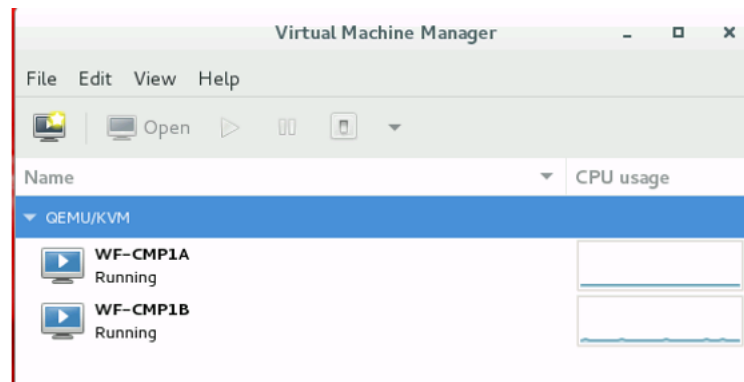 Virtual Machine Manager
File Edit View Help
Open
Name CPU usage
QEMU/KVM
WF-CMP1A
Running
WF-CMP1B
Running